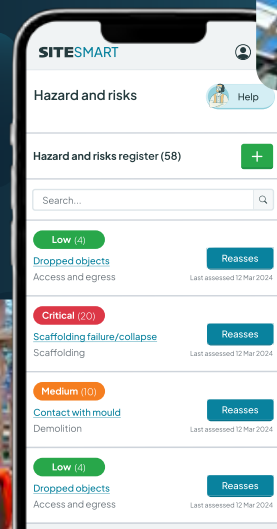 SITESMART
Hazard and risks
Help
Hazard and risks register (58)
+
Search...
Low (4)
Dropped objects
Access and egress
Reasses
Last assessed 12 Mar 2024
Critical (20)
Scaffolding failure/collapse
Scaffolding
Reasses
Last assessed 12 Mar 2024
Medium (10)
Contact with mould
Demolition
Reasses
Last assessed 12 Mar 2024
Low (4)
Dropped objects
Access and egress
Reasses
Last assessed 12 Mar 2024